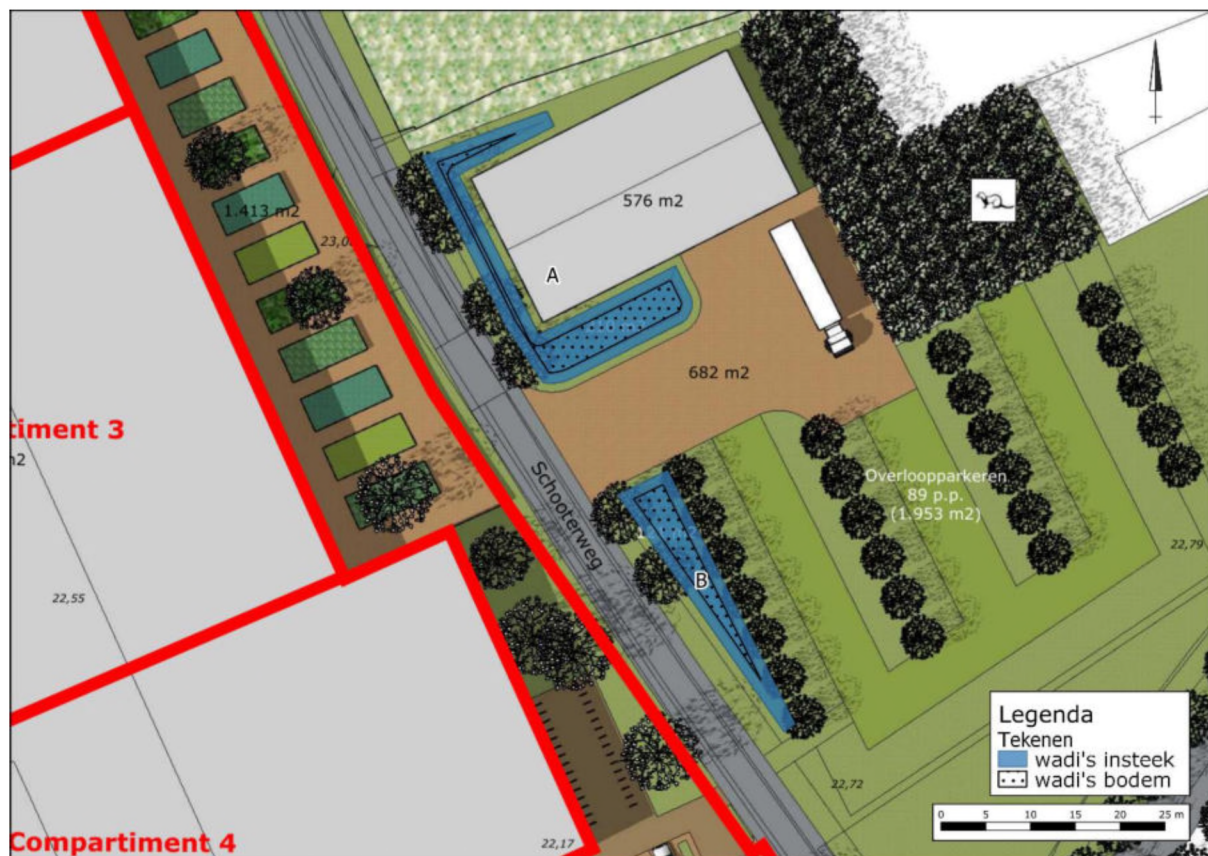 576 m2
1.413 m2
23,0
A
682 m2
timent 3
n2
Schooterweg
Overloopparkeren
89 p.p.
(1.953 m2)
22,79
B
22,55
Legenda
Tekenen
wadi's insteek
wadi's bodem
22,72
0 5 10 15 20 25 m
Compartiment 4
22,17